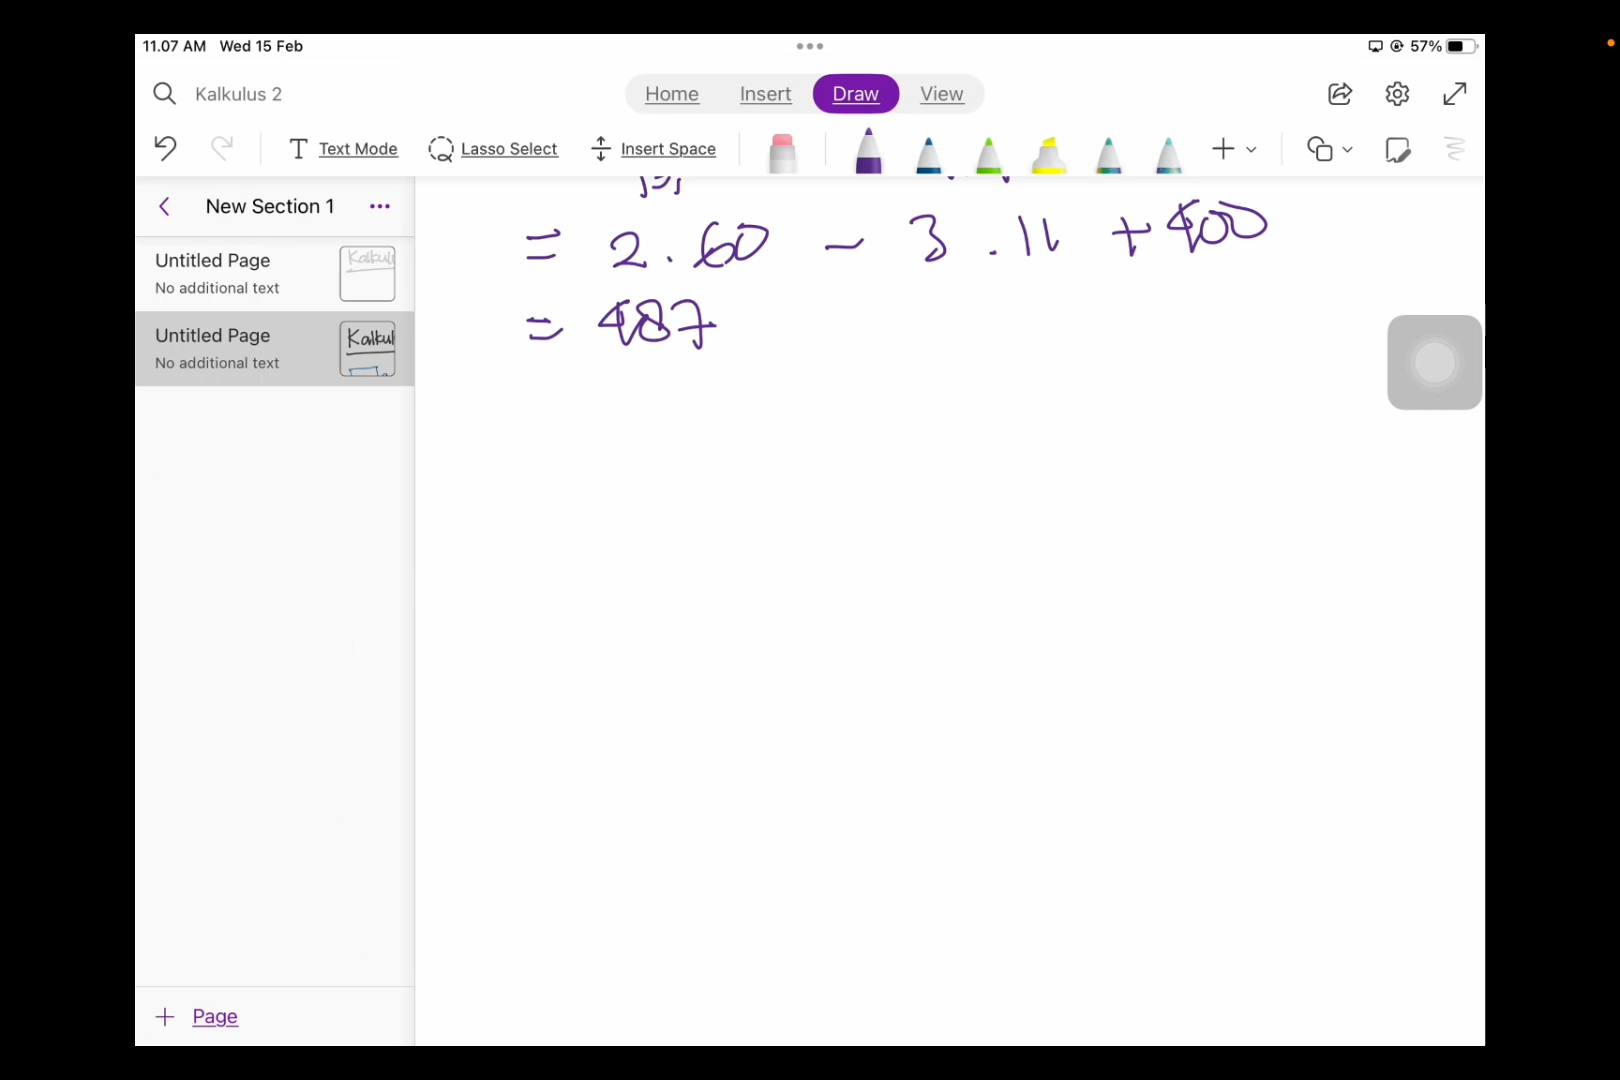 11.07 AM Wed 15 Feb
57%
Kalkulus 2
Home Insert Draw View
Text Mode Lasso Select Insert Space
New Section 1
Untitled Page
No additional text
Kalkul
Untitled Page
No additional text
Kalkul
= 2.60 - 3.11 + 400
= 487
Page